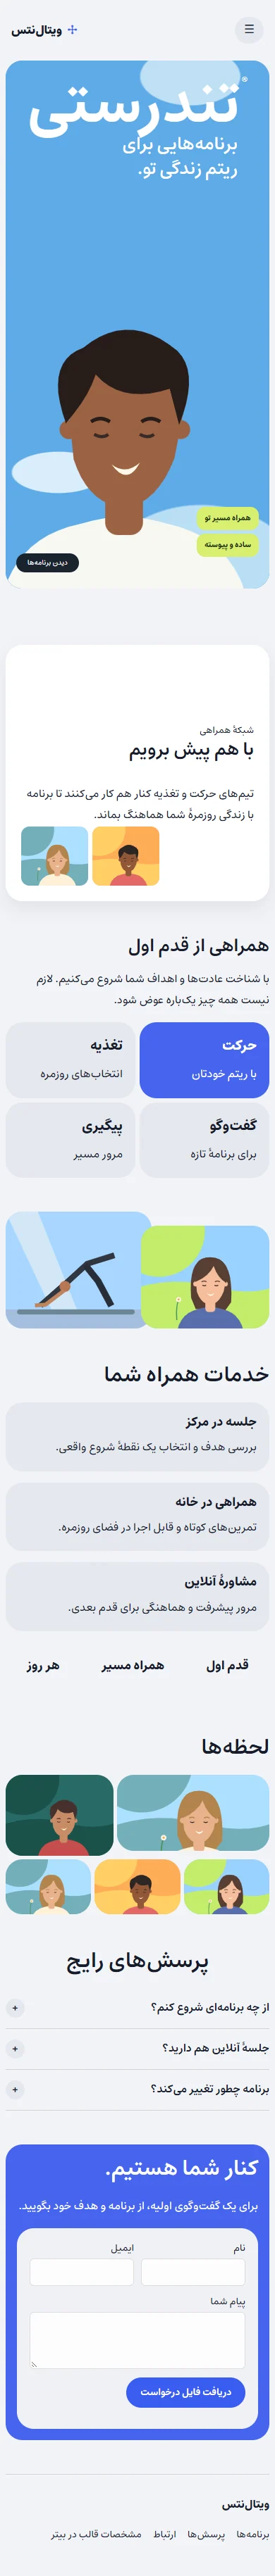 ویتال‌نتس
☰
تندرستی®
برنامه‌هایی برای
ریتم زندگی تو.
همراه مسیر تو
ساده و پیوسته
دیدن برنامه‌ها
شبکهٔ همراهی
با هم پیش برویم
تیم‌های حرکت و تغذیه کنار هم کار می‌کنند تا برنامه
با زندگی روزمرهٔ شما هماهنگ بماند.
همراهی از قدم اول
با شناخت عادت‌ها و اهداف شما شروع می‌کنیم. لازم
نیست همه چیز یک‌باره عوض شود.
حرکت
با ریتم خودتان
تغذیه
انتخاب‌های روزمره
گفت‌وگو
برای برنامهٔ تازه
پیگیری
مرور مسیر
خدمات همراه شما
جلسه در مرکز
بررسی هدف و انتخاب یک نقطهٔ شروع واقعی.
همراهی در خانه
تمرین‌های کوتاه و قابل اجرا در فضای روزمره.
مشاورهٔ آنلاین
مرور پیشرفت و هماهنگی برای قدم بعدی.
قدم اول
همراه مسیر
هر روز
لحظه‌ها
پرسش‌های رایج
از چه برنامه‌ای شروع کنم؟ +
جلسهٔ آنلاین هم دارید؟ +
برنامه چطور تغییر می‌کند؟ +
کنار شما هستیم.
برای یک گفت‌وگوی اولیه، از برنامه و هدف خود بگویید.
نام
ایمیل
پیام شما
دریافت فایل درخواست
ویتال‌نتس
برنامه‌ها پرسش‌ها ارتباط مشخصات قالب در بیتر